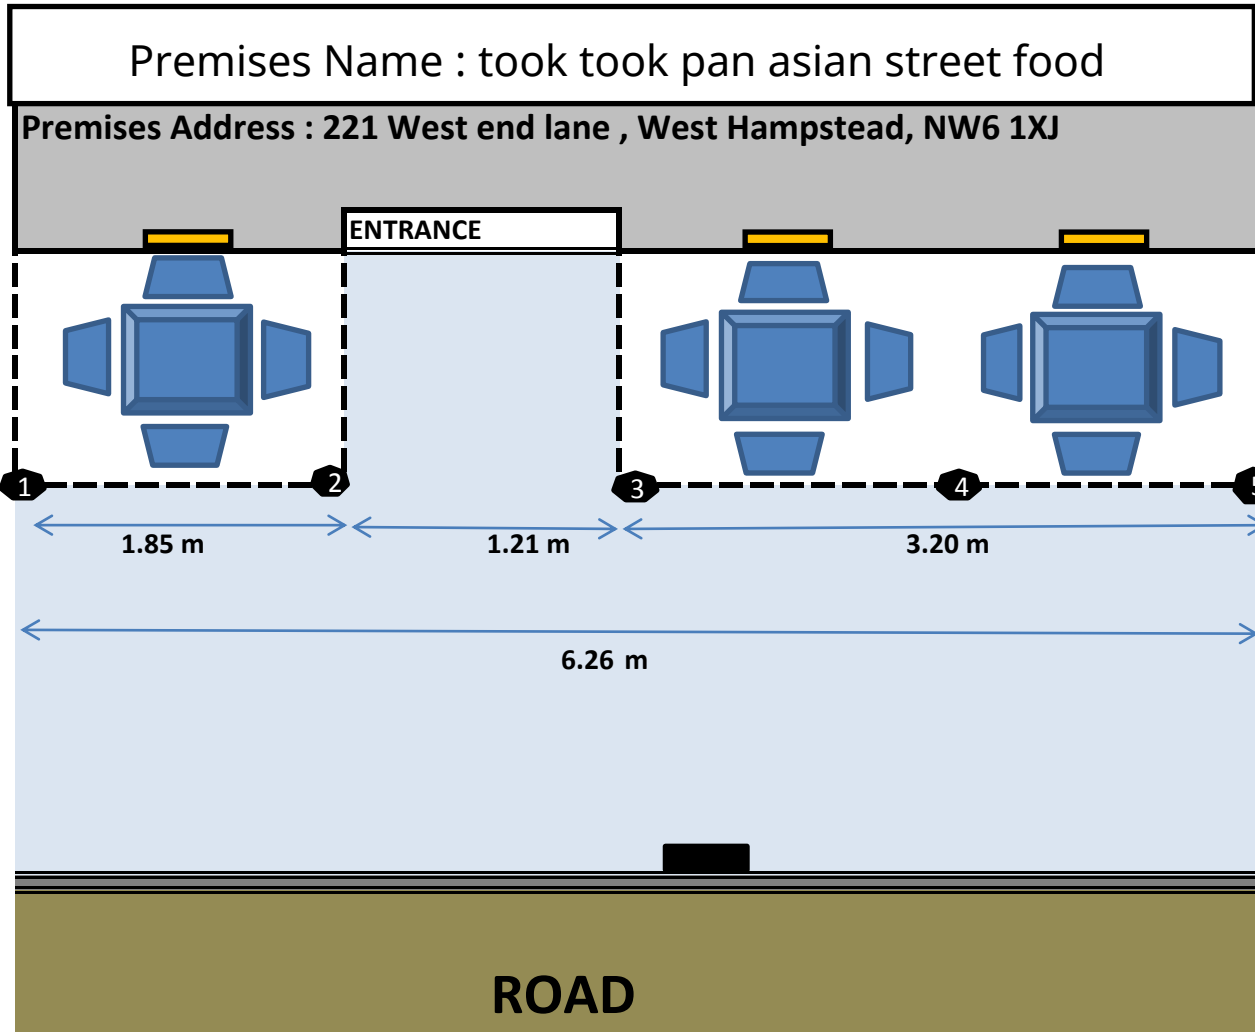 Premises Name : took took pan asian street food
Premises Address : 221 West end lane , West Hampstead, NW6 1XJ
ENTRANCE
1
2
3
4
5
1.85 m
1.21 m
3.20 m
6.26 m
ROAD